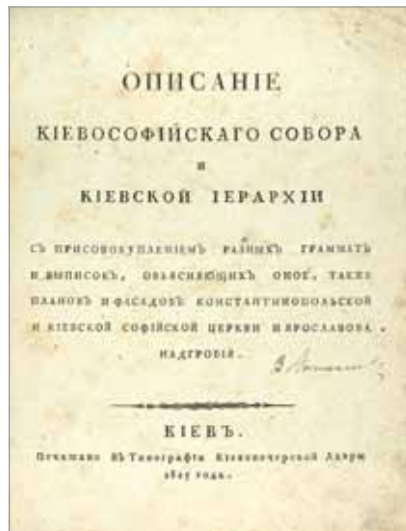 ОПИСАНІЕ
КІЕВОСОФІЙСКАГО СОБОРА
И
КІЕВСКОЙ ІЕРАРХІИ
СЪ ПРИСОВОКУПЛЕНІЕМЪ РАЗНЫХЪ ГРАММАТЪ
И ВЫПИСОКЪ, ОБЪЯСНЯЮЩИХЪ ОНОЕ, ТАКЖЕ
ПЛАНОВЪ И ФАСАДОВЪ КОНСТАНТИНОПОЛЬСКОЙ
И КІЕВСКОЙ СОФІЙСКОЙ ЦЕРКВИ И ЯРОСЛАВОВА
НАДГРОБІЯ.
КІЕВЪ.
Печатано въ Типографіи Кіевопечерской Лавры
1825 года.